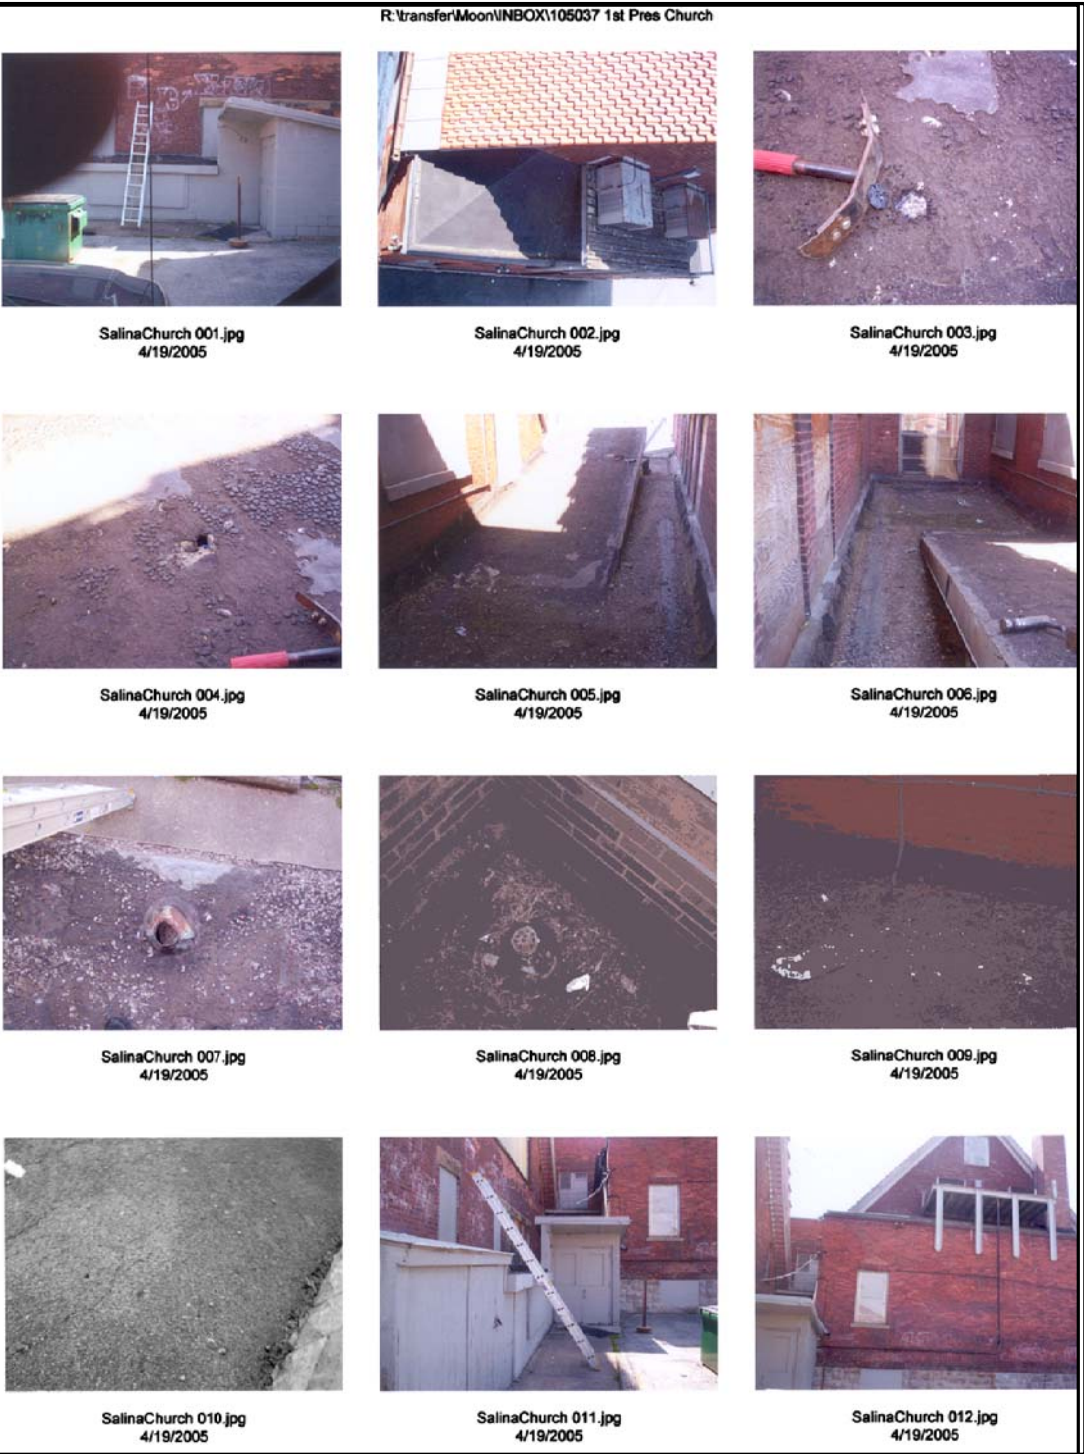 R:\transfer\Moon\INBOX\105037 1st Pres Church
SalinaChurch 001.jpg
4/19/2005
SalinaChurch 002.jpg
4/19/2005
SalinaChurch 003.jpg
4/19/2005
SalinaChurch 004.jpg
4/19/2005
SalinaChurch 005.jpg
4/19/2005
SalinaChurch 006.jpg
4/19/2005
SalinaChurch 007.jpg
4/19/2005
SalinaChurch 008.jpg
4/19/2005
SalinaChurch 009.jpg
4/19/2005
SalinaChurch 010.jpg
4/19/2005
SalinaChurch 011.jpg
4/19/2005
SalinaChurch 012.jpg
4/19/2005